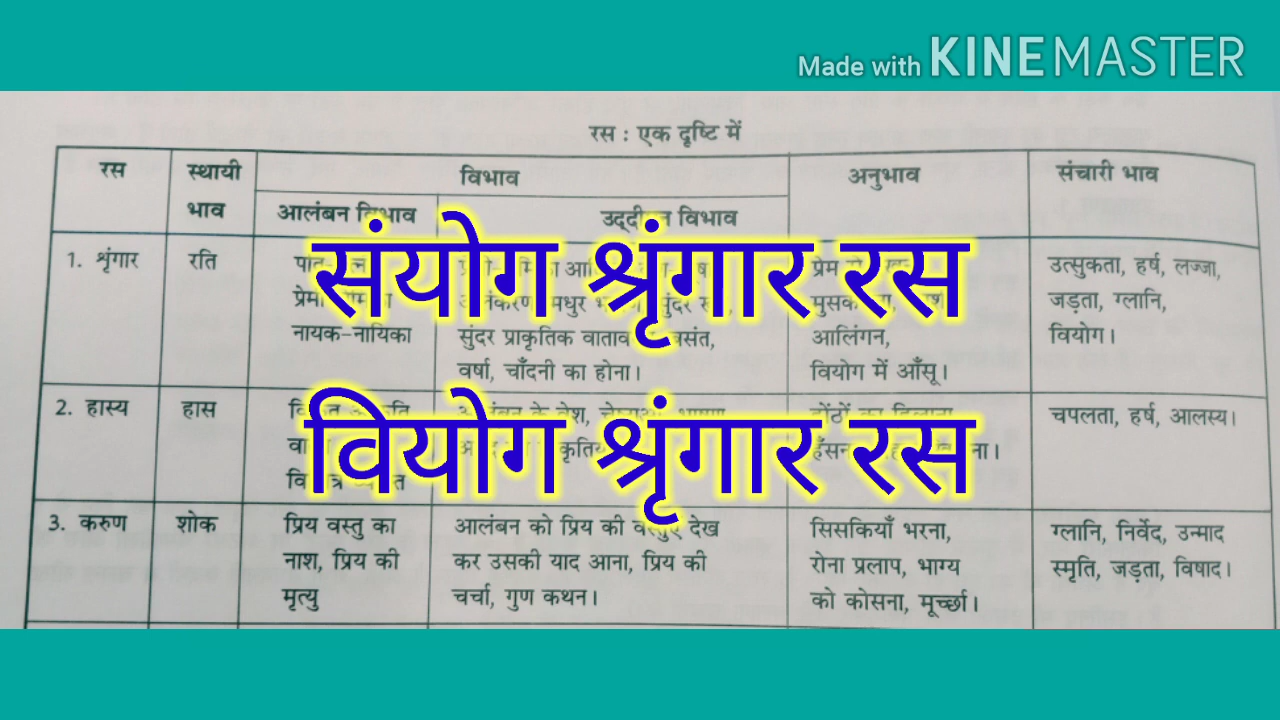 Made with KINEMASTER
रस : एक दृष्टि में
रस स्थायी भाव विभाव अनुभाव संचारी भाव
आलंबन विभाव उद्दीपन विभाव
संयोग श्रृंगार रस
वियोग श्रृंगार रस
1. शृंगार रति
नायक-नायिका
सुंदर प्राकृतिक
वर्षा, चाँदनी का होना।
आलिंगन,
वियोग में आँसू।
उत्सुकता, हर्ष, लज्जा,
जड़ता, ग्लानि,
वियोग।
2. हास्य हास
चपलता, हर्ष, आलस्य।
3. करुण शोक
प्रिय वस्तु का
नाश, प्रिय की
मृत्यु
आलंबन को प्रिय की वस्तुएँ देख
कर उसकी याद आना, प्रिय की
चर्चा, गुण कथन।
सिसकियाँ भरना,
रोना प्रलाप, भाग्य
को कोसना, मूर्च्छा।
ग्लानि, निर्वेद, उन्माद
स्मृति, जड़ता, विषाद।